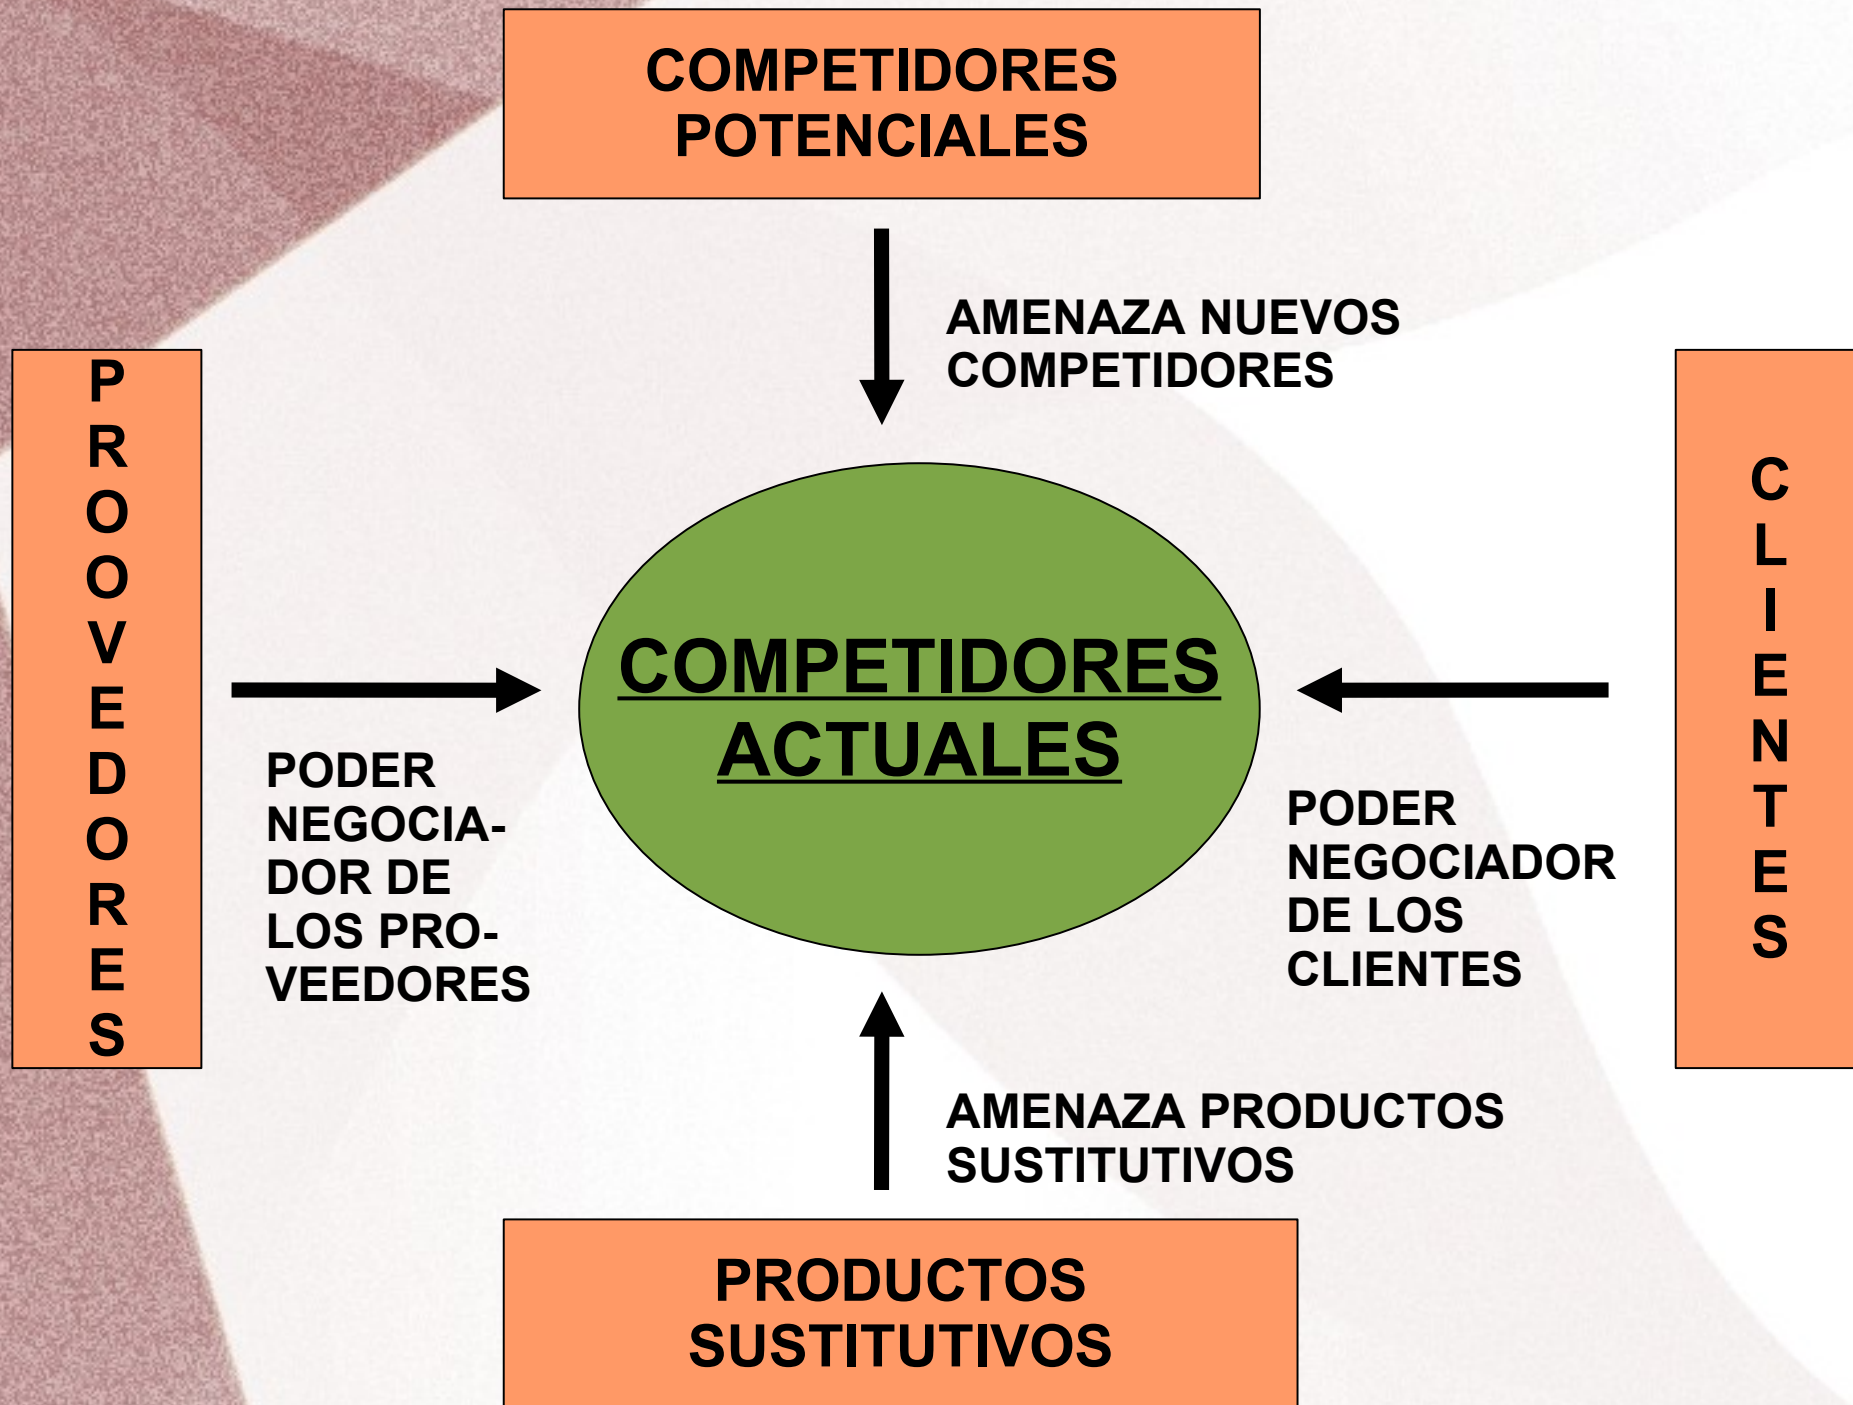 COMPETIDORES
POTENCIALES
AMENAZA NUEVOS
COMPETIDORES
P
R
O
O
V
E
D
O
R
E
S
COMPETIDORES
ACTUALES
PODER
NEGOCIA-
DOR DE
LOS PRO-
VEEDORES
PODER
NEGOCIADOR
DE LOS
CLIENTES
C
L
I
E
N
T
E
S
AMENAZA PRODUCTOS
SUSTITUTIVOS
PRODUCTOS
SUSTITUTIVOS